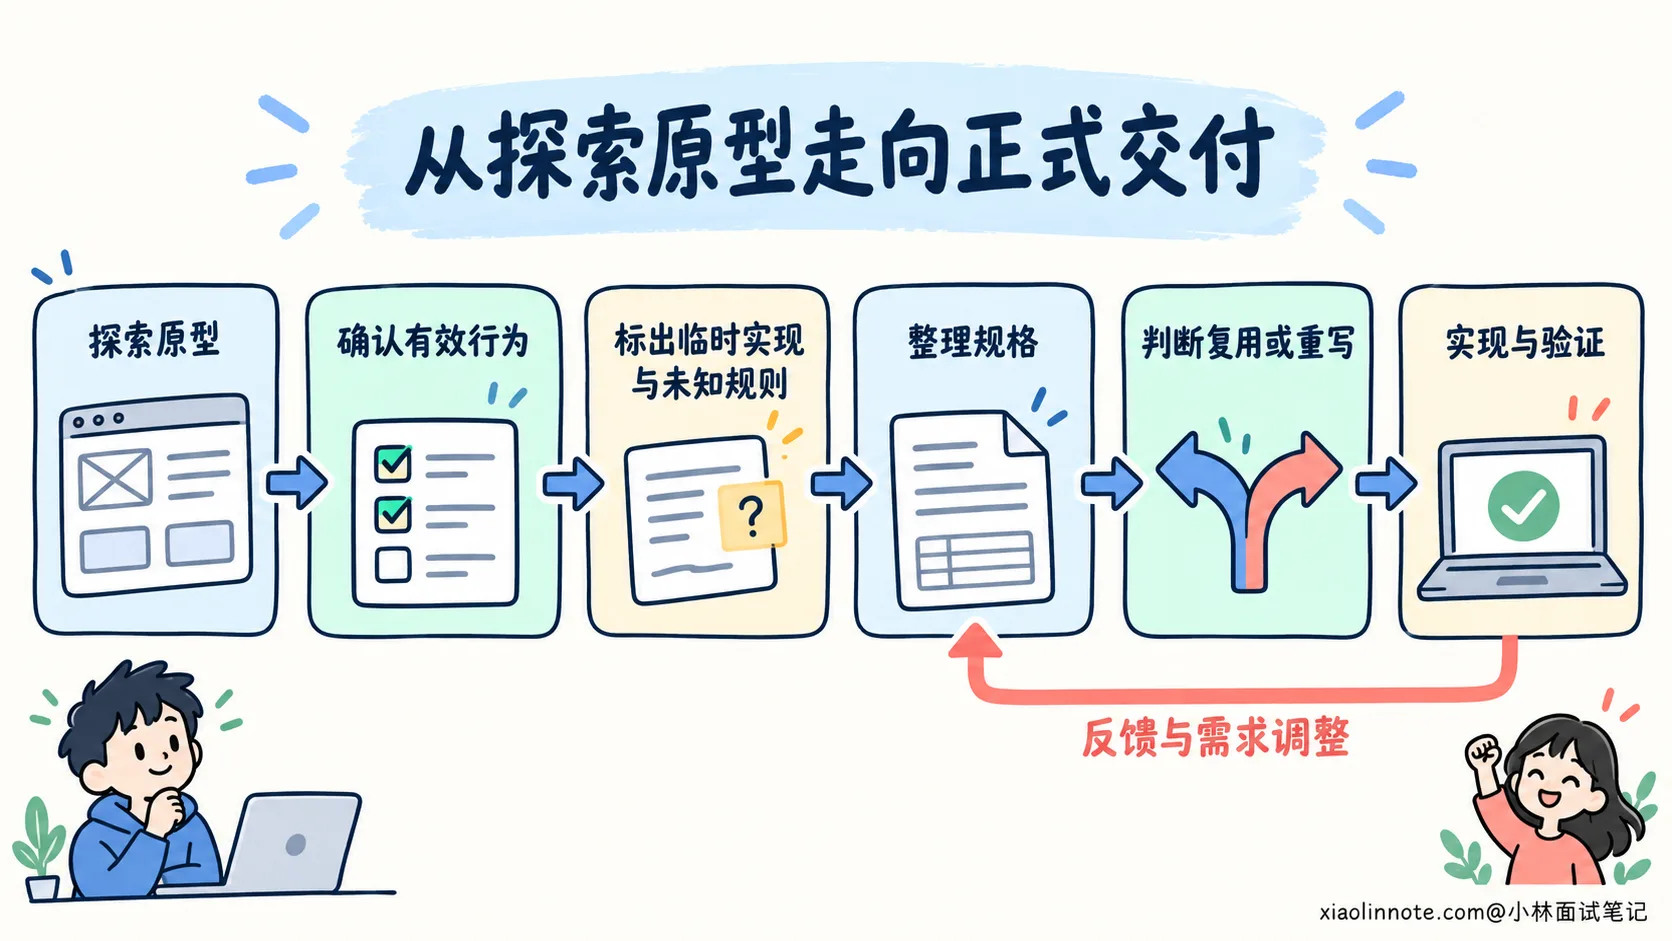 从探索原型走向正式交付
探索原型
确认有效行为
标出临时实现
与未知规则
整理规格
判断复用或重写
实现与验证
?
反馈与需求调整
xiaolinnote.com@小林面试笔记